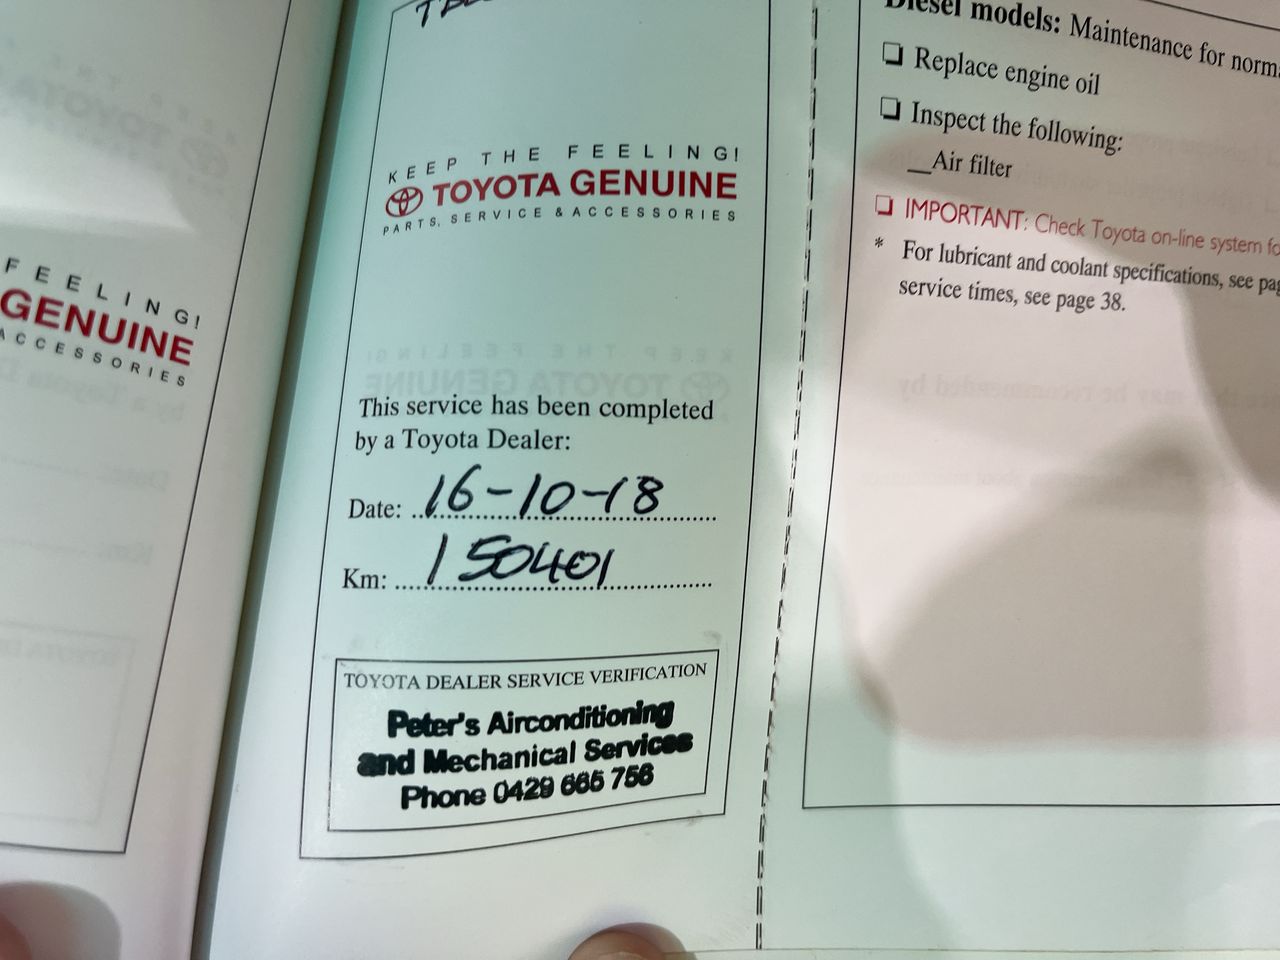 FEELING!
GENUINE
ACCESSORIES
KEEP THE FEELING!
TOYOTA GENUINE
PARTS, SERVICE & ACCESSORIES
This service has been completed
by a Toyota Dealer:
Date: 16-10-18
Km: 150401
TOYOTA DEALER SERVICE VERIFICATION
Peter's Airconditioning
and Mechanical Services
Phone 0429 665 756
Diesel models: Maintenance for norma
❑ Replace engine oil
❑ Inspect the following:
__Air filter
❑ IMPORTANT: Check Toyota on-line system fo
* For lubricant and coolant specifications, see pag
service times, see page 38.